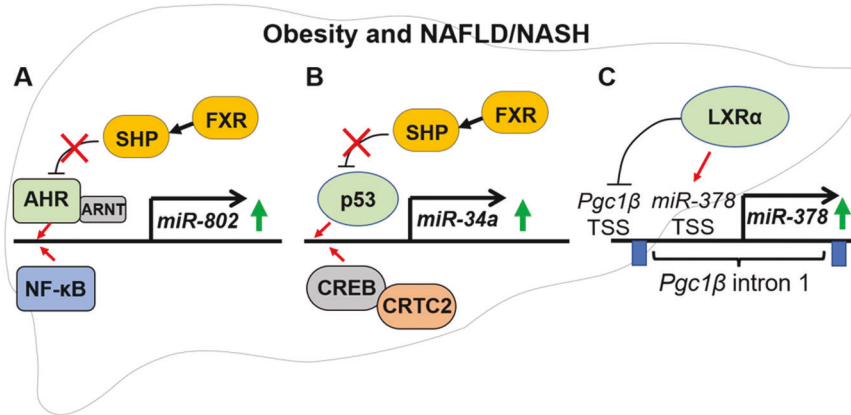 Obesity and NAFLD/NASH
A
FXR
SHP
AHR
ARNT
miR-802
NF-κB
B
FXR
SHP
p53
miR-34a
CREB
CRTC2
C
LXRα
Pgc1β
TSS
miR-378
TSS
miR-378
Pgc1β intron 1